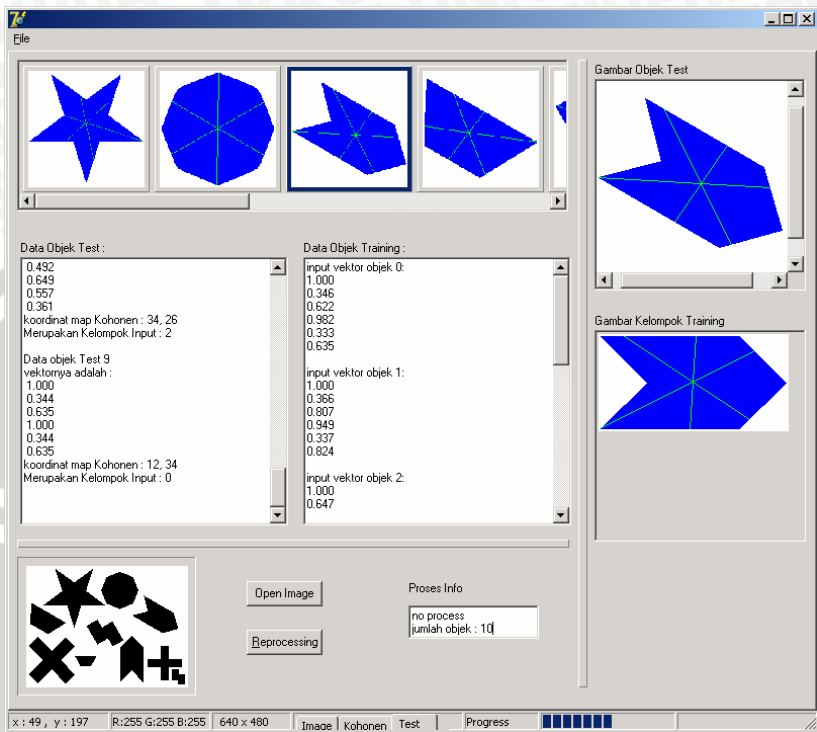 File
Gambar Objek Test
Data Objek Test :
0.492
0.649
0.557
0.361
koordinat map Kohonen : 34, 26
Merupakan Kelompok Input : 2
Data objek Test 9
vektornya adalah :
1.000
0.344
0.635
1.000
0.344
0.635
koordinat map Kohonen : 12, 34
Merupakan Kelompok Input : 0
Data Objek Training :
input vektor objek 0:
1.000
0.346
0.622
0.982
0.333
0.635
input vektor objek 1:
1.000
0.366
0.807
0.949
0.337
0.824
input vektor objek 2:
1.000
0.647
Gambar Kelompok Training
Open Image
Reprocessing
Proses Info
no process
jumlah objek : 10
x : 49 , y : 197
R:255 G:255 B:255
640 x 480
Image
Kohonen
Test
Progress